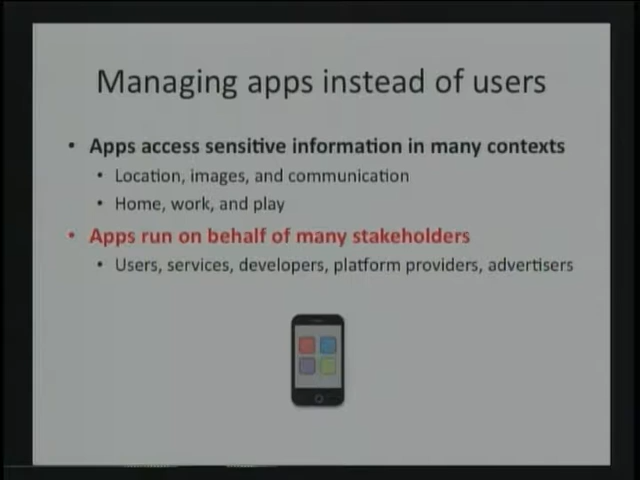 Managing apps instead of users
• Apps access sensitive information in many contexts
• Location, images, and communication
• Home, work, and play
• Apps run on behalf of many stakeholders
• Users, services, developers, platform providers, advertisers